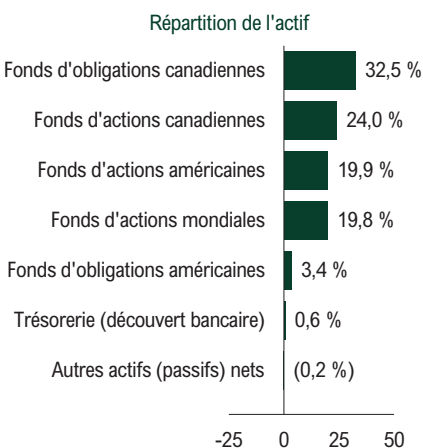 Répartition de l'actif
Fonds d'obligations canadiennes 32,5 %
Fonds d'actions canadiennes 24,0 %
Fonds d'actions américaines 19,9 %
Fonds d'actions mondiales 19,8 %
Fonds d'obligations américaines 3,4 %
Trésorerie (découvert bancaire) 0,6 %
Autres actifs (passifs) nets (0,2 %)
-25 0 25 50